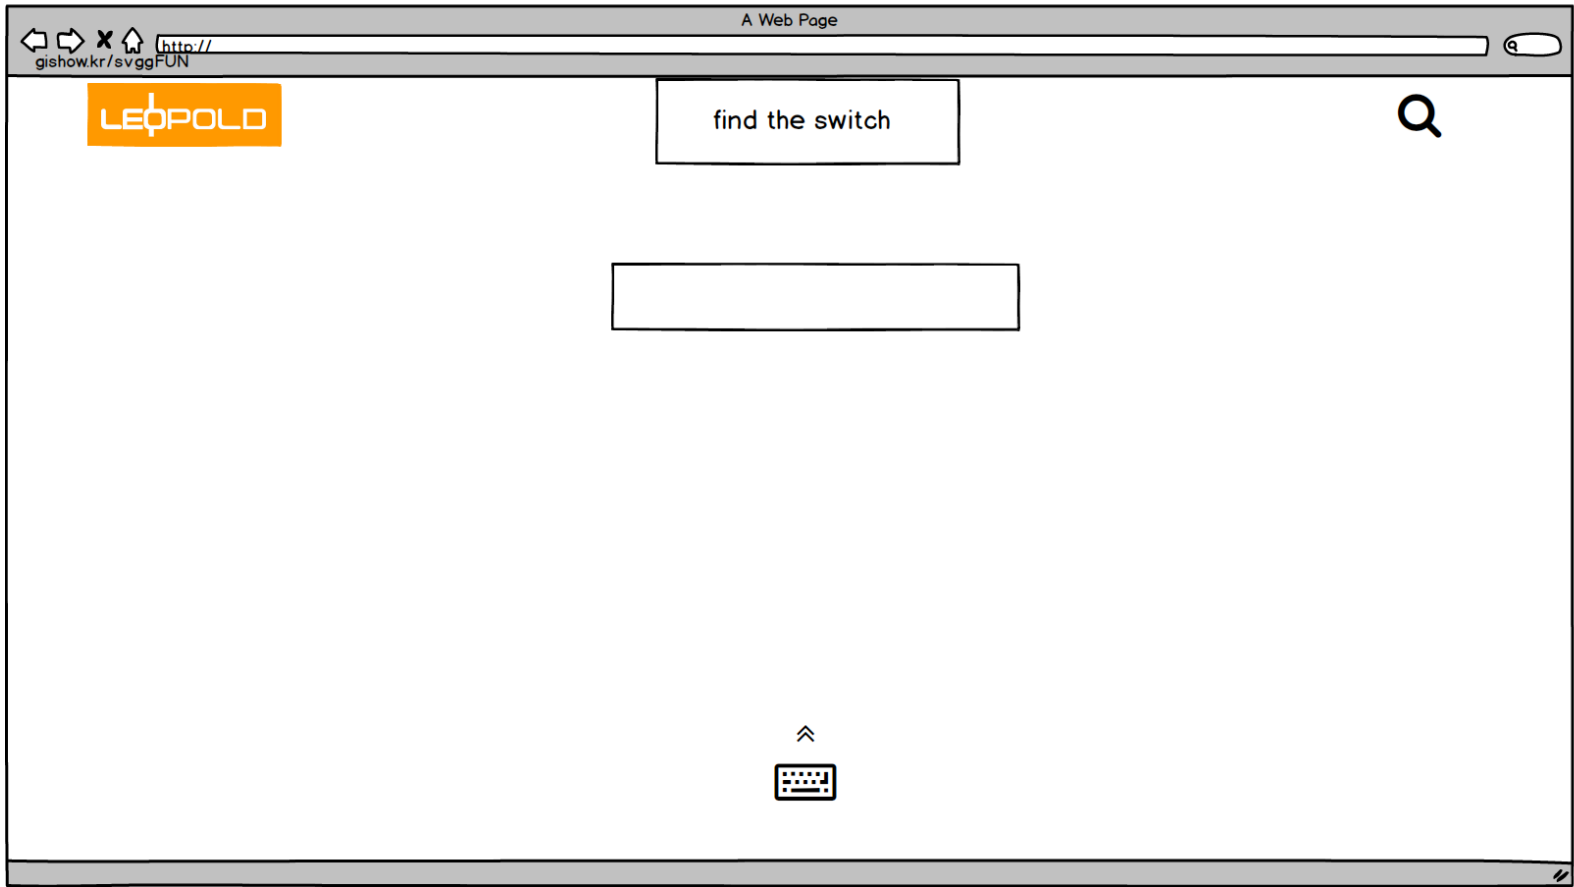 A Web Page
http://
gishow.kr/svggFUN
LEOPOLD
find the switch